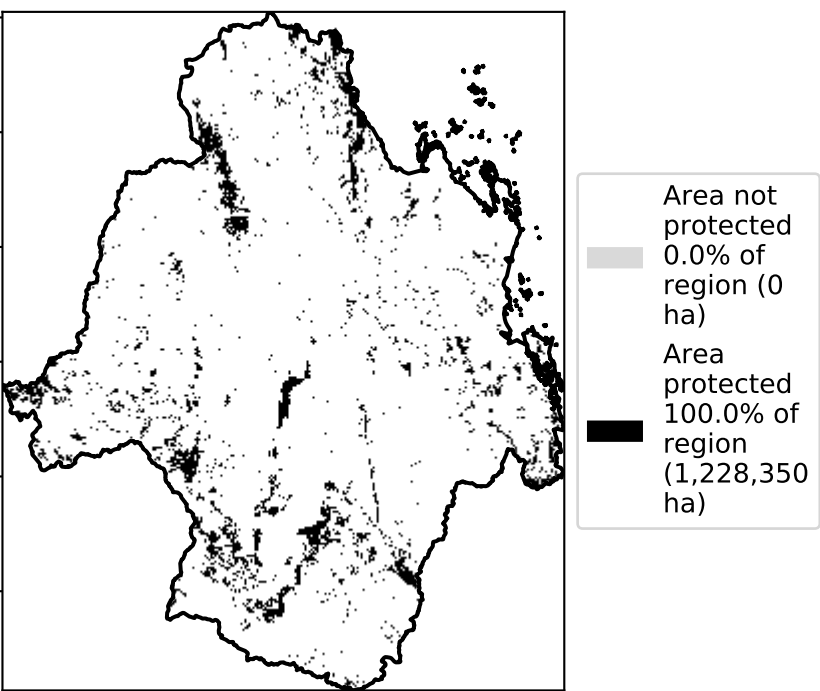 Area not
protected
0.0% of
region (0
ha)
Area
protected
100.0% of
region
(1,228,350
ha)